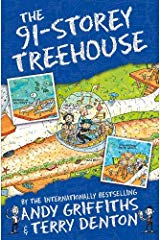 THE
91-STOREY
TREEHOUSE
BY THE INTERNATIONALLY BESTSELLING
ANDY GRIFFITHS
& TERRY DENTON